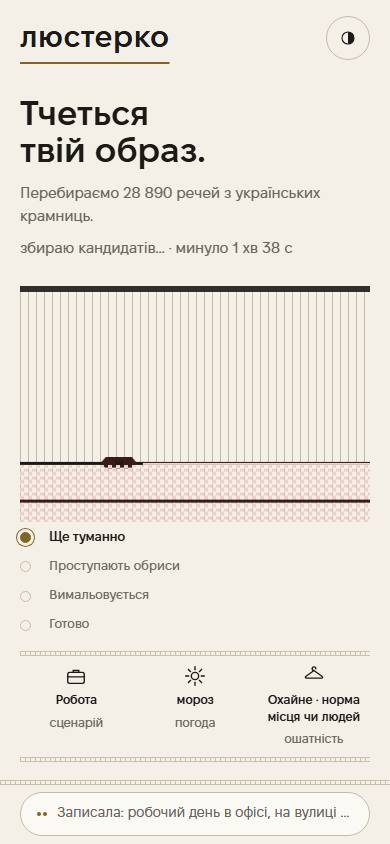 люстерко
Тчеться
твій образ.
Перебираємо 28 890 речей з українських
крамниць.
збираю кандидатів... · минуло 1 хв 38 с
Ще туманно
Проступають обриси
Вимальовується
Готово
Робота
сценарій
мороз
погода
Охайне · норма
місця чи людей
ошатність
Записала: робочий день в офісі, на вулиці ...